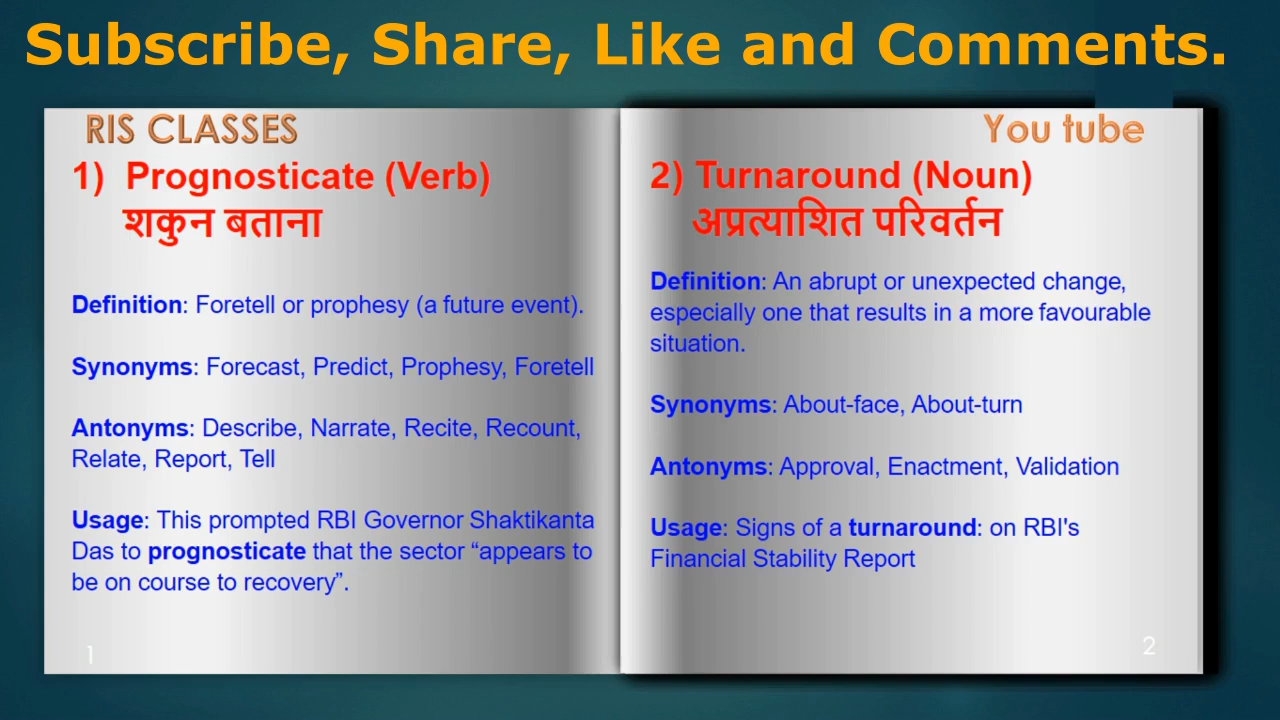 Subscribe, Share, Like and Comments.
RIS CLASSES
1) Prognosticate (Verb)
शकुन बताना
Definition: Foretell or prophesy (a future event).
Synonyms: Forecast, Predict, Prophesy, Foretell
Antonyms: Describe, Narrate, Recite, Recount,
Relate, Report, Tell
Usage: This prompted RBI Governor Shaktikanta
Das to prognosticate that the sector “appears to
be on course to recovery”.
1
You tube
2) Turnaround (Noun)
अप्रत्याशित परिवर्तन
Definition: An abrupt or unexpected change,
especially one that results in a more favourable
situation.
Synonyms: About-face, About-turn
Antonyms: Approval, Enactment, Validation
Usage: Signs of a turnaround: on RBI's
Financial Stability Report
2